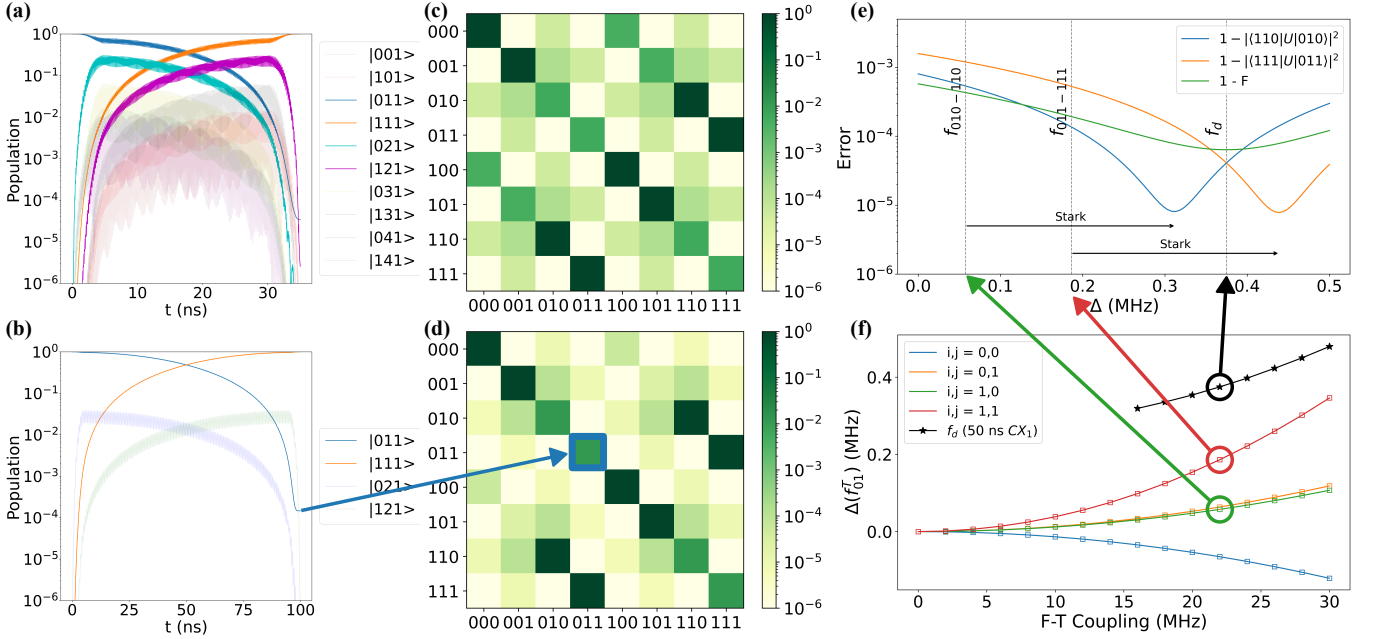 (a)
10^0
10^-1
10^-2
10^-3
10^-4
10^-5
10^-6
Population
0
10
20
30
t (ns)
|001>
|101>
|011>
|111>
|021>
|121>
|031>
|131>
|041>
|141>
(b)
10^0
10^-1
10^-2
10^-3
10^-4
10^-5
10^-6
Population
0
25
50
75
100
t (ns)
|011>
|111>
|021>
|121>
(c)
000
001
010
011
100
101
110
111
000 001 010 011 100 101 110 111
10^0
10^-1
10^-2
10^-3
10^-4
10^-5
10^-6
(d)
000
001
010
011
100
101
110
111
000 001 010 011 100 101 110 111
10^0
10^-1
10^-2
10^-3
10^-4
10^-5
10^-6
(e)
10^-3
10^-4
10^-5
10^-6
Error
f_010−110
f_011−111
f_d
1 − |⟨110|U|010⟩|^2
1 − |⟨111|U|011⟩|^2
1 - F
Stark
Stark
0.0 0.1 0.2 0.3 0.4 0.5
Δ (MHz)
(f)
i,j = 0,0
i,j = 0,1
i,j = 1,0
i,j = 1,1
f_d (50 ns CX_1)
0.4
0.2
0.0
Δ(f_01^T) (MHz)
0 5 10 15 20 25 30
F-T Coupling (MHz)